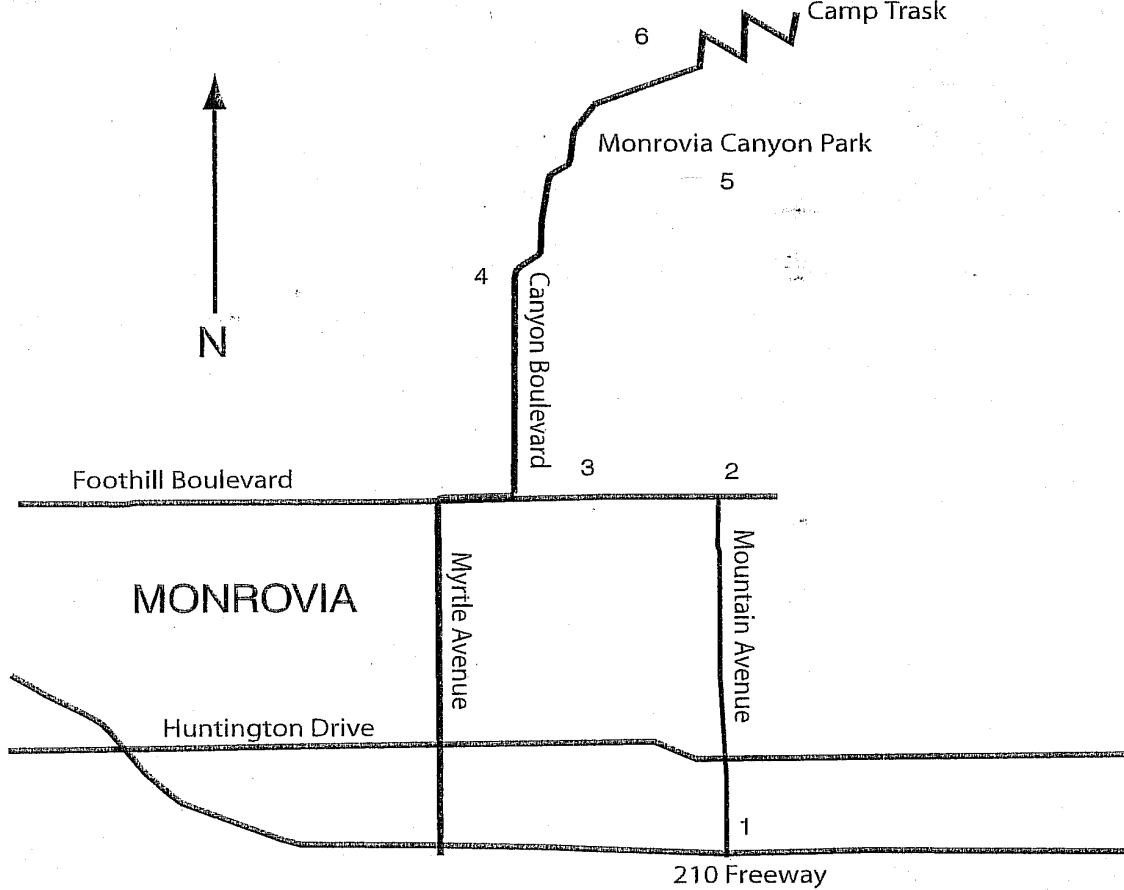 Camp Trask
6
Monrovia Canyon Park
5
4
Canyon Boulevard
N
3
2
Foothill Boulevard
Myrtle Avenue
Mountain Avenue
MONROVIA
Huntington Drive
1
210 Freeway